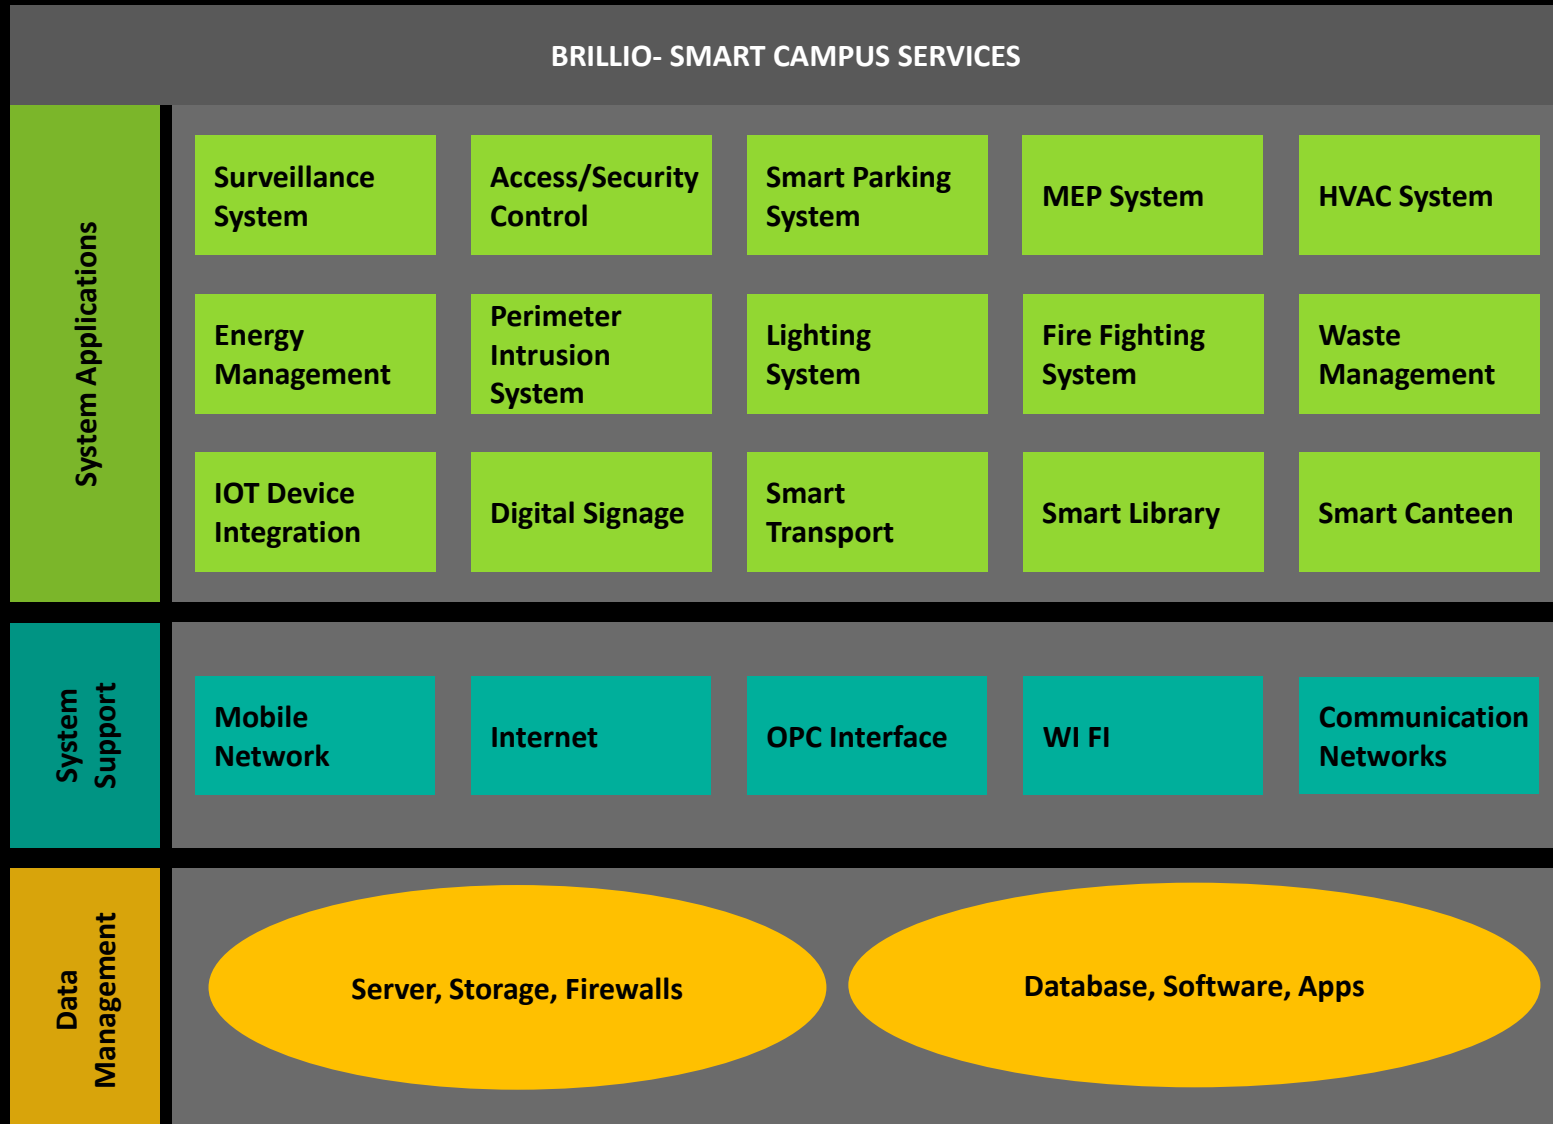 BRILLIO- SMART CAMPUS SERVICES
System Applications
Surveillance
System
Access/Security
Control
Smart Parking
System
MEP System
HVAC System
Energy
Management
Perimeter
Intrusion
System
Lighting
System
Fire Fighting
System
Waste
Management
IOT Device
Integration
Digital Signage
Smart
Transport
Smart Library
Smart Canteen
System
Support
Mobile
Network
Internet
OPC Interface
WI FI
Communication
Networks
Data
Management
Server, Storage, Firewalls
Database, Software, Apps